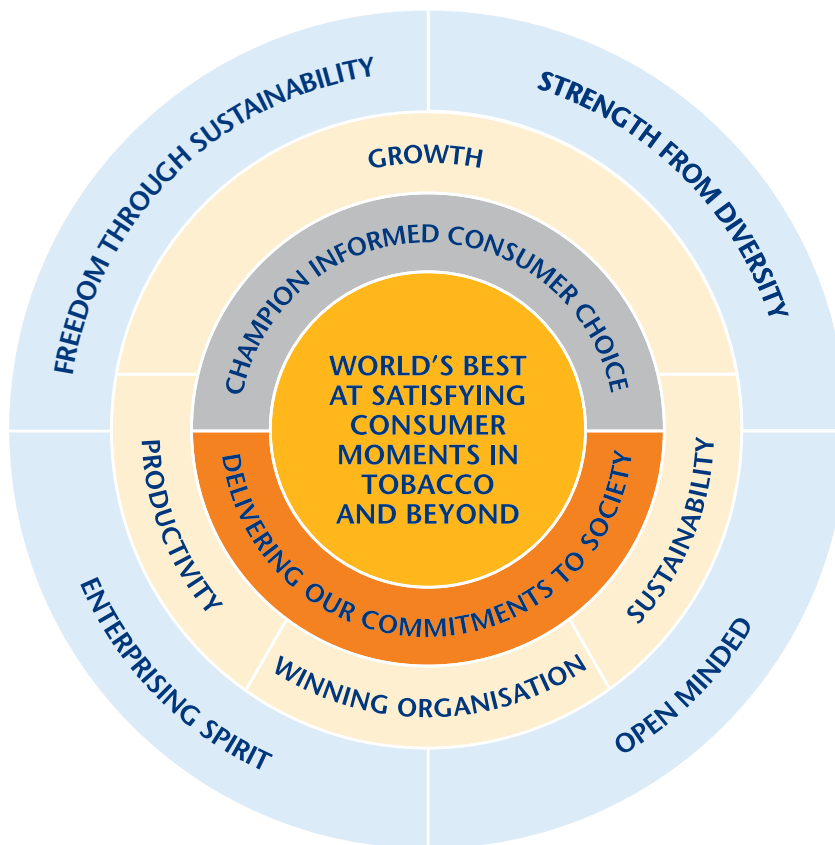 FREEDOM THROUGH SUSTAINABILITY
STRENGTH FROM DIVERSITY
GROWTH
CHAMPION INFORMED CONSUMER CHOICE
WORLD'S BEST
AT SATISFYING
CONSUMER
MOMENTS IN
TOBACCO
AND BEYOND
DELIVERING OUR COMMITMENTS TO SOCIETY
PRODUCTIVITY
SUSTAINABILITY
WINNING ORGANISATION
ENTERPRISING SPIRIT
OPEN MINDED